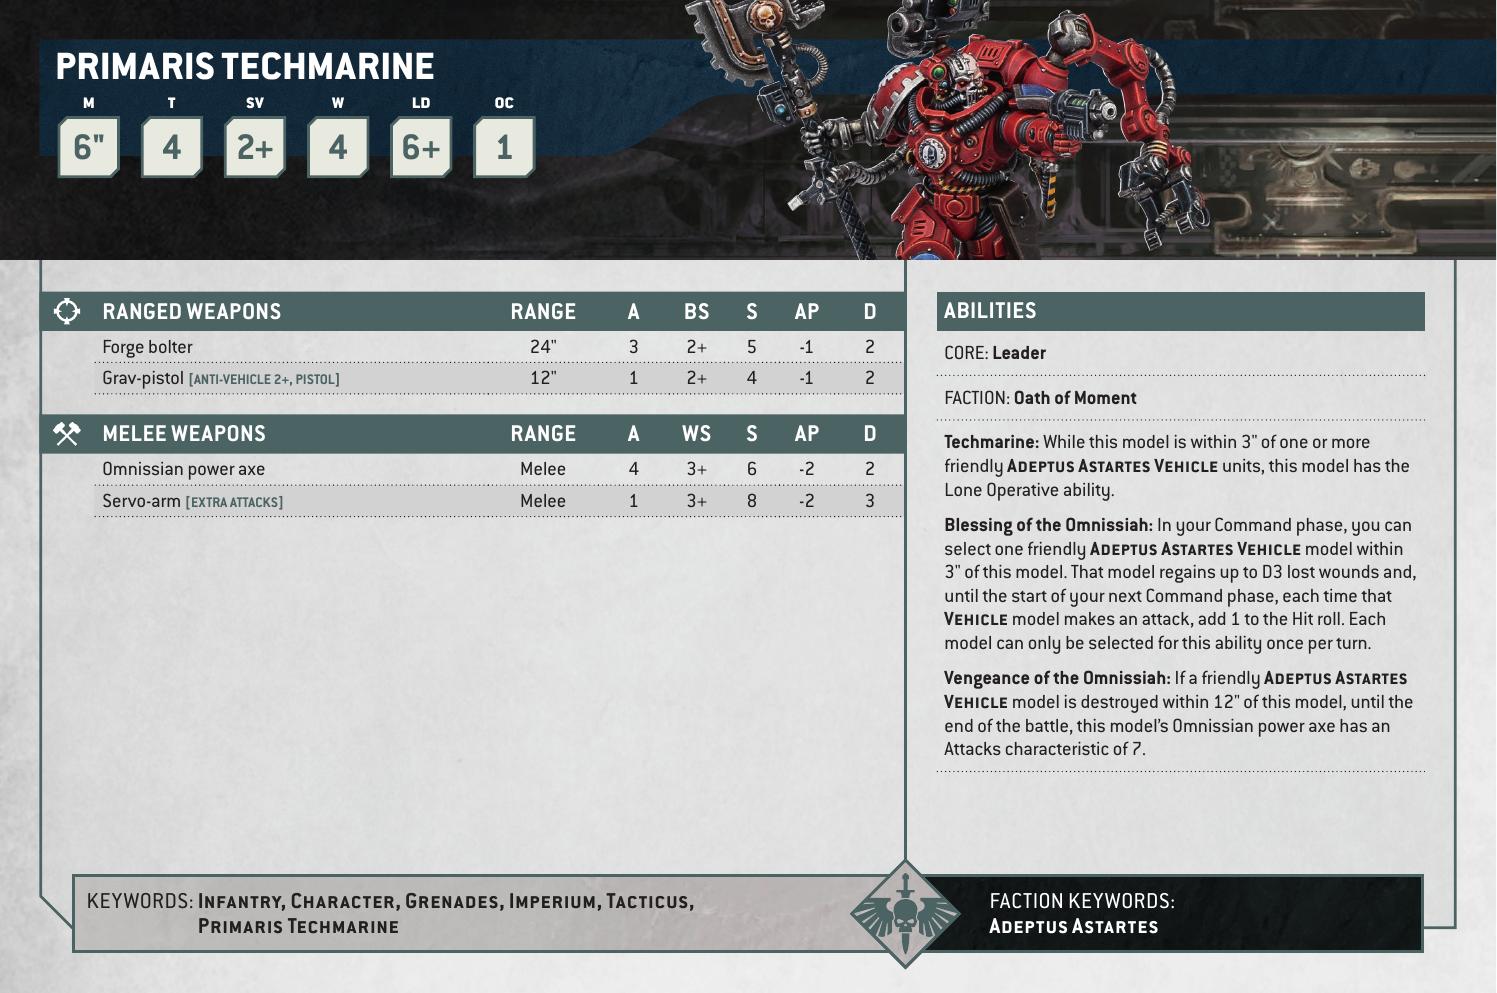 PRIMARIS TECHMARINE
M T SV W LD OC
6" 4 2+ 4 6+ 1
RANGED WEAPONS RANGE A BS S AP D
Forge bolter 24" 3 2+ 5 -1 2
Grav-pistol [ANTI-VEHICLE 2+, PISTOL] 12" 1 2+ 4 -1 2
MELEE WEAPONS RANGE A WS S AP D
Omnissian power axe Melee 4 3+ 6 -2 2
Servo-arm [EXTRA ATTACKS] Melee 1 3+ 8 -2 3
ABILITIES
CORE: Leader
FACTION: Oath of Moment
Techmarine: While this model is within 3" of one or more
friendly ADEPTUS ASTARTES VEHICLE units, this model has the
Lone Operative ability.
Blessing of the Omnissiah: In your Command phase, you can
select one friendly ADEPTUS ASTARTES VEHICLE model within
3" of this model. That model regains up to D3 lost wounds and,
until the start of your next Command phase, each time that
VEHICLE model makes an attack, add 1 to the Hit roll. Each
model can only be selected for this ability once per turn.
Vengeance of the Omnissiah: If a friendly ADEPTUS ASTARTES
VEHICLE model is destroyed within 12" of this model, until the
end of the battle, this model’s Omnissian power axe has an
Attacks characteristic of 7.
KEYWORDS: INFANTRY, CHARACTER, GRENADES, IMPERIUM, TACTICUS,
PRIMARIS TECHMARINE
FACTION KEYWORDS:
ADEPTUS ASTARTES